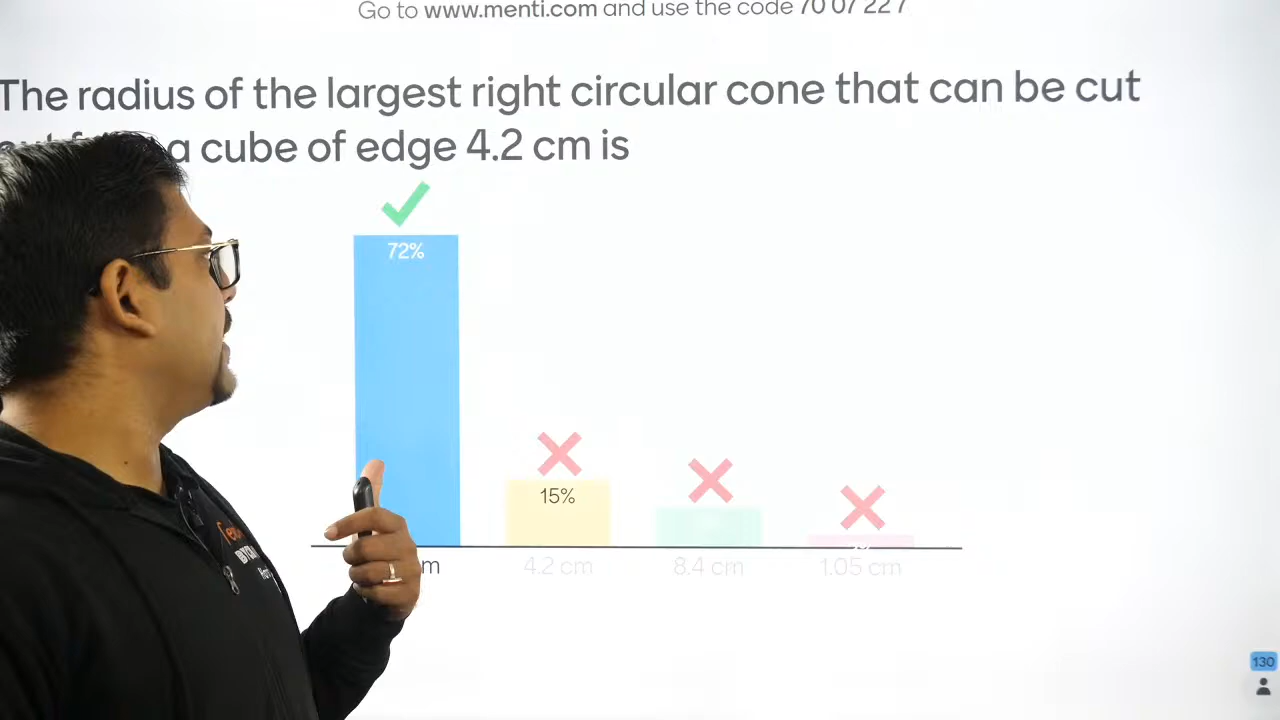 Go to www.menti.com and use the code 70 07 22 7
The radius of the largest right circular cone that can be cut
a cube of edge 4.2 cm is
72%
15%
m 4.2 cm 8.4 cm 1.05 cm
130